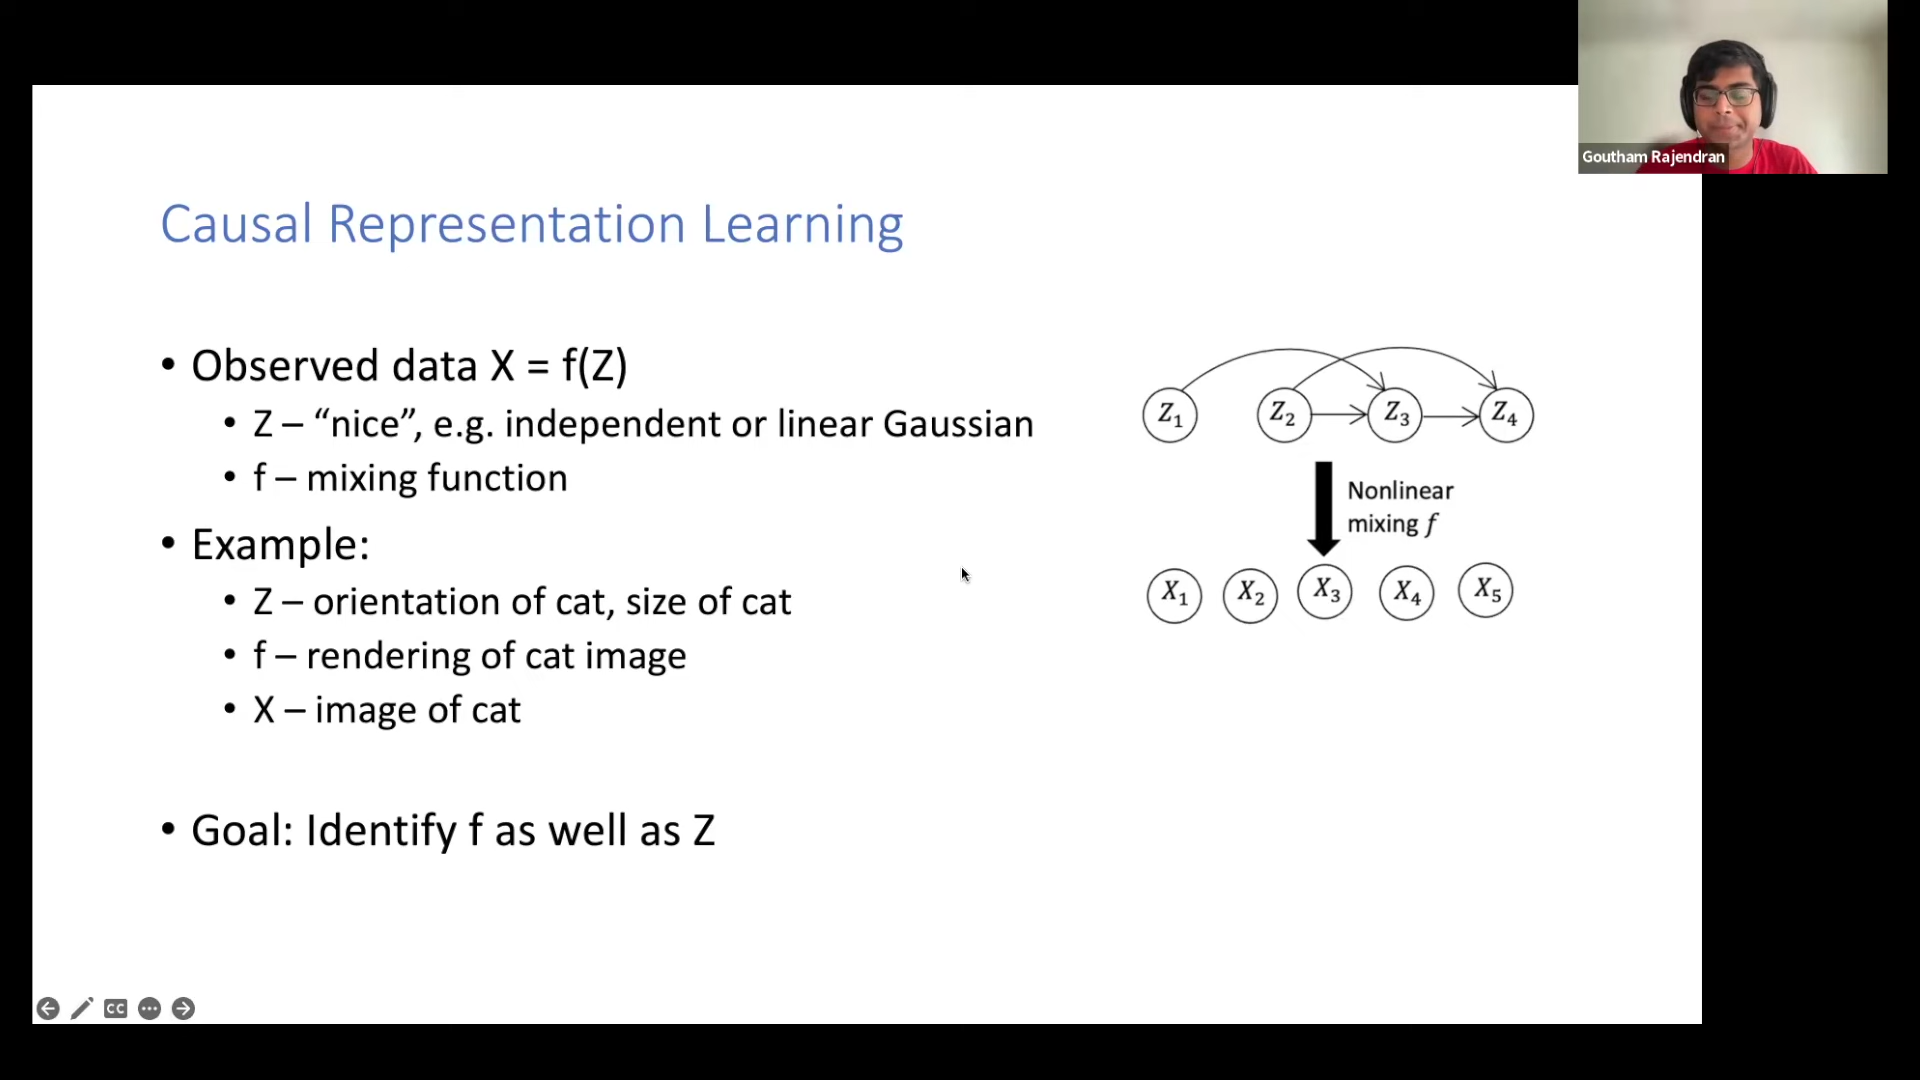 Goutham Rajendran
Causal Representation Learning
• Observed data X = f(Z)
• Z – “nice”, e.g. independent or linear Gaussian
• f – mixing function
• Example:
• Z – orientation of cat, size of cat
• f – rendering of cat image
• X – image of cat
• Goal: Identify f as well as Z
Z₁ Z₂ Z₃ Z₄
Nonlinear
mixing f
X₁ X₂ X₃ X₄ X₅
CC